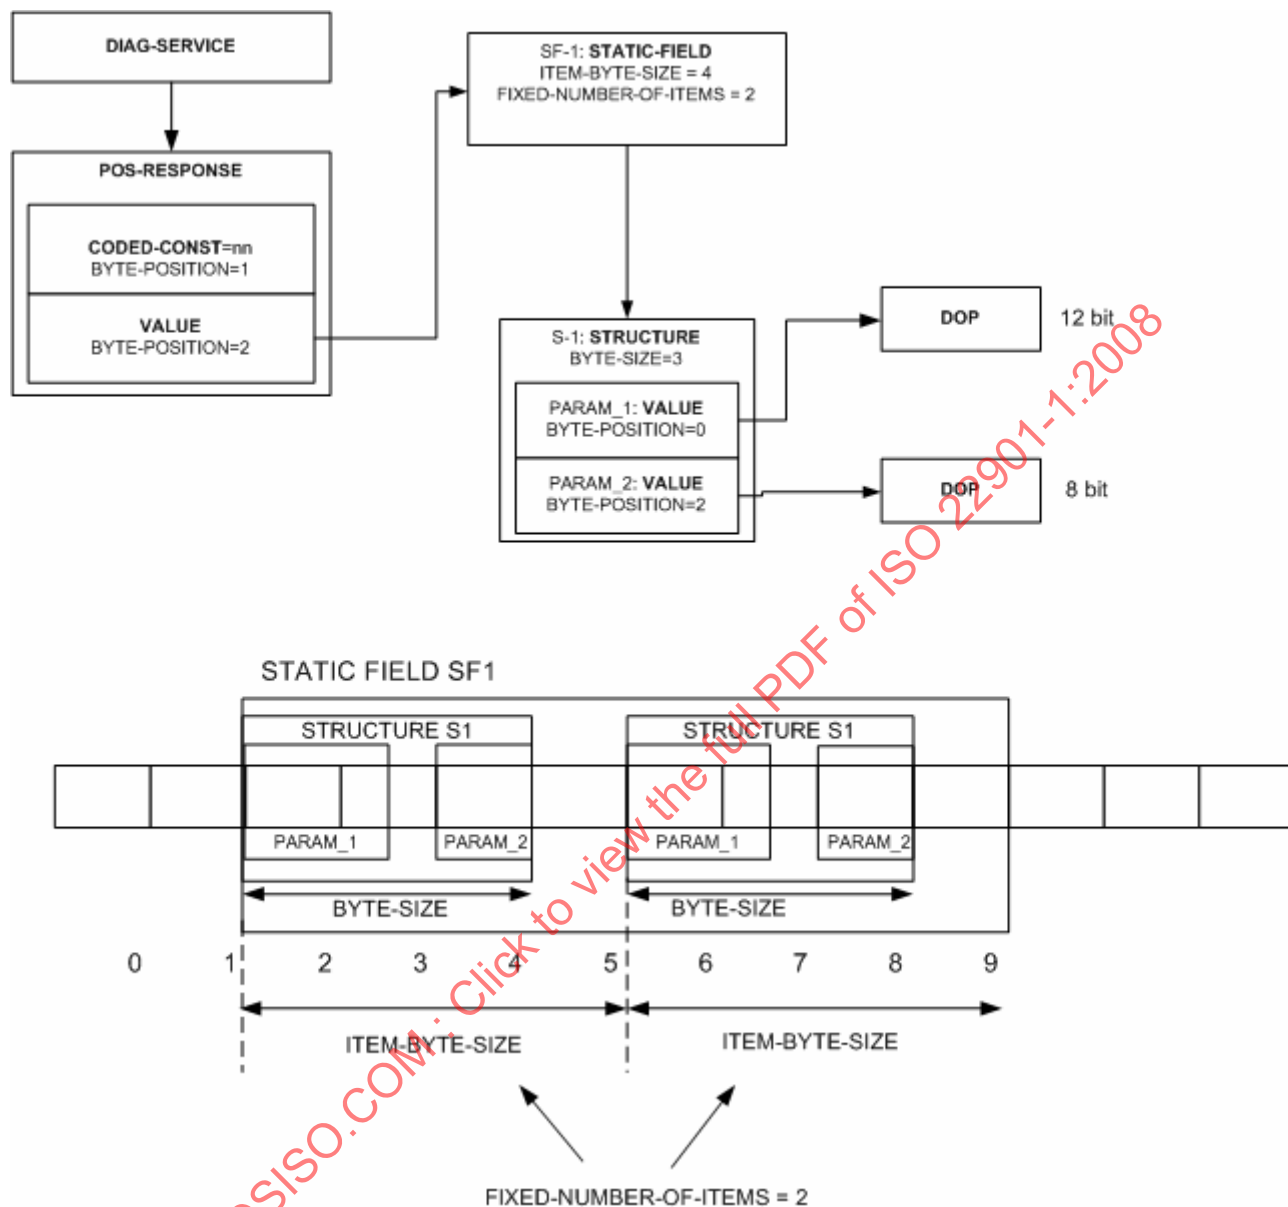 DIAG-SERVICE
POS-RESPONSE
CODED-CONST=nn
BYTE-POSITION=1
VALUE
BYTE-POSITION=2
SF-1: STATIC-FIELD
ITEM-BYTE-SIZE = 4
FIXED-NUMBER-OF-ITEMS = 2
S-1: STRUCTURE
BYTE-SIZE=3
PARAM_1: VALUE
BYTE-POSITION=0
PARAM_2: VALUE
BYTE-POSITION=2
DOP
12 bit
DOP
8 bit
STATIC FIELD SF1
STRUCTURE S1
STRUCTURE S1
PARAM_1
PARAM_2
PARAM_1
PARAM_2
BYTE-SIZE
BYTE-SIZE
0 1 2 3 4 5 6 7 8 9
ITEM-BYTE-SIZE
ITEM-BYTE-SIZE
FIXED-NUMBER-OF-ITEMS = 2
OSISO.COM : Click to view the full PDF of ISO 22901-1:2008